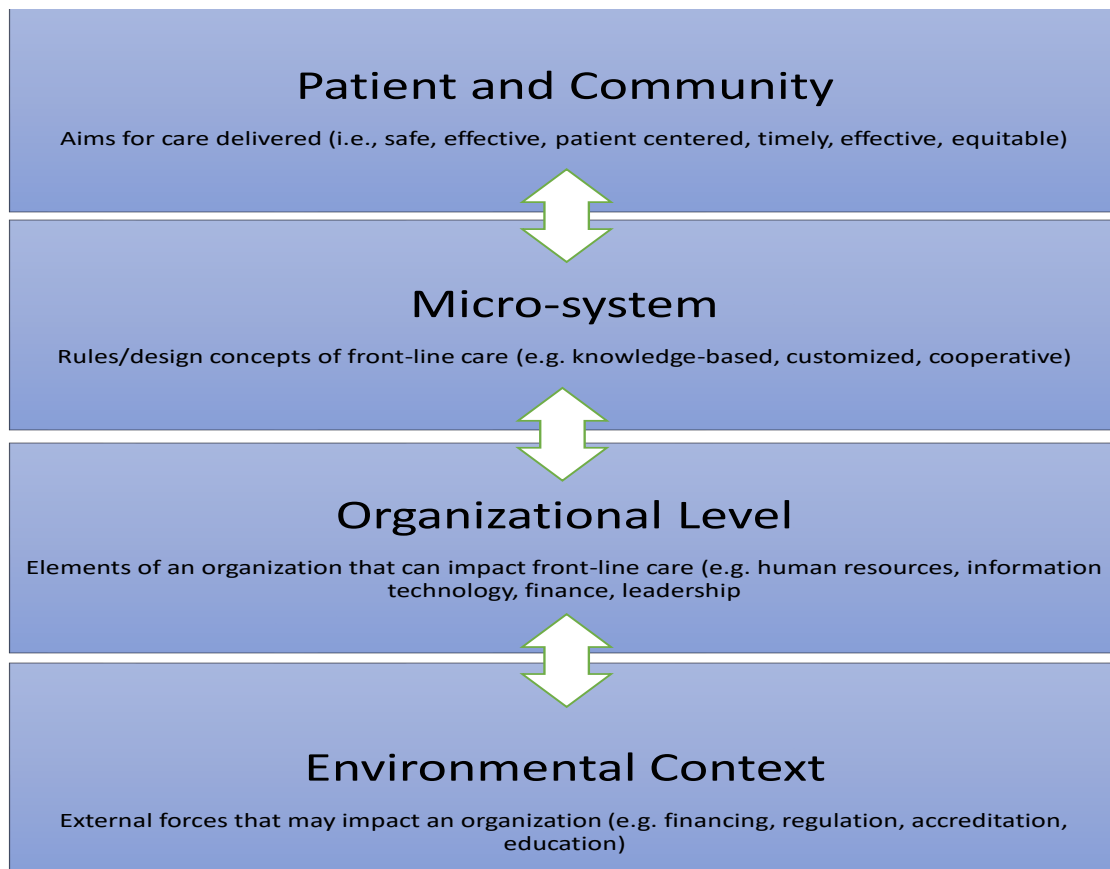 Patient and Community
Aims for care delivered (i.e., safe, effective, patient centered, timely, effective, equitable)
Micro-system
Rules/design concepts of front-line care (e.g. knowledge-based, customized, cooperative)
Organizational Level
Elements of an organization that can impact front-line care (e.g. human resources, information
technology, finance, leadership
Environmental Context
External forces that may impact an organization (e.g. financing, regulation, accreditation,
education)